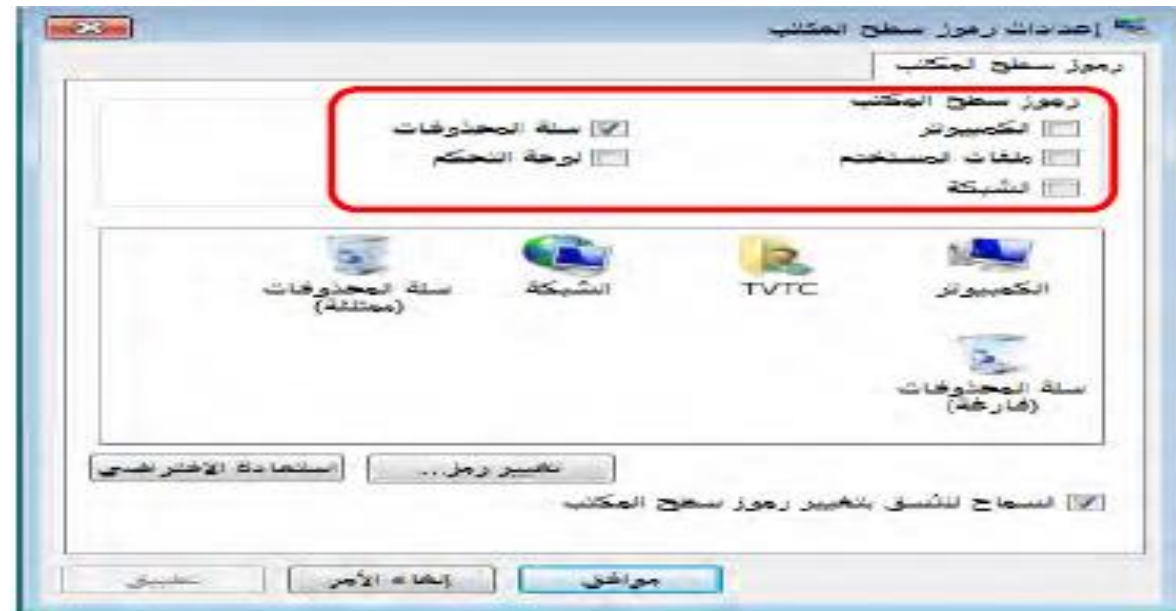 إعدادات رموز سطح المكتب
رموز سطح المكتب
رموز سطح المكتب
الكمبيوتر
سلة المحذوفات
ملفات المستخدم
لوحة التحكم
الشبكة
الكمبيوتر
TVTC
الشبكة
سلة المحذوفات
(ممتلئة)
سلة المحذوفات
(فارغة)
تغيير رمز...
استعادة الافتراضي
السماح للنسق بتغيير رموز سطح المكتب
موافق
إلغاء الأمر
تطبيق